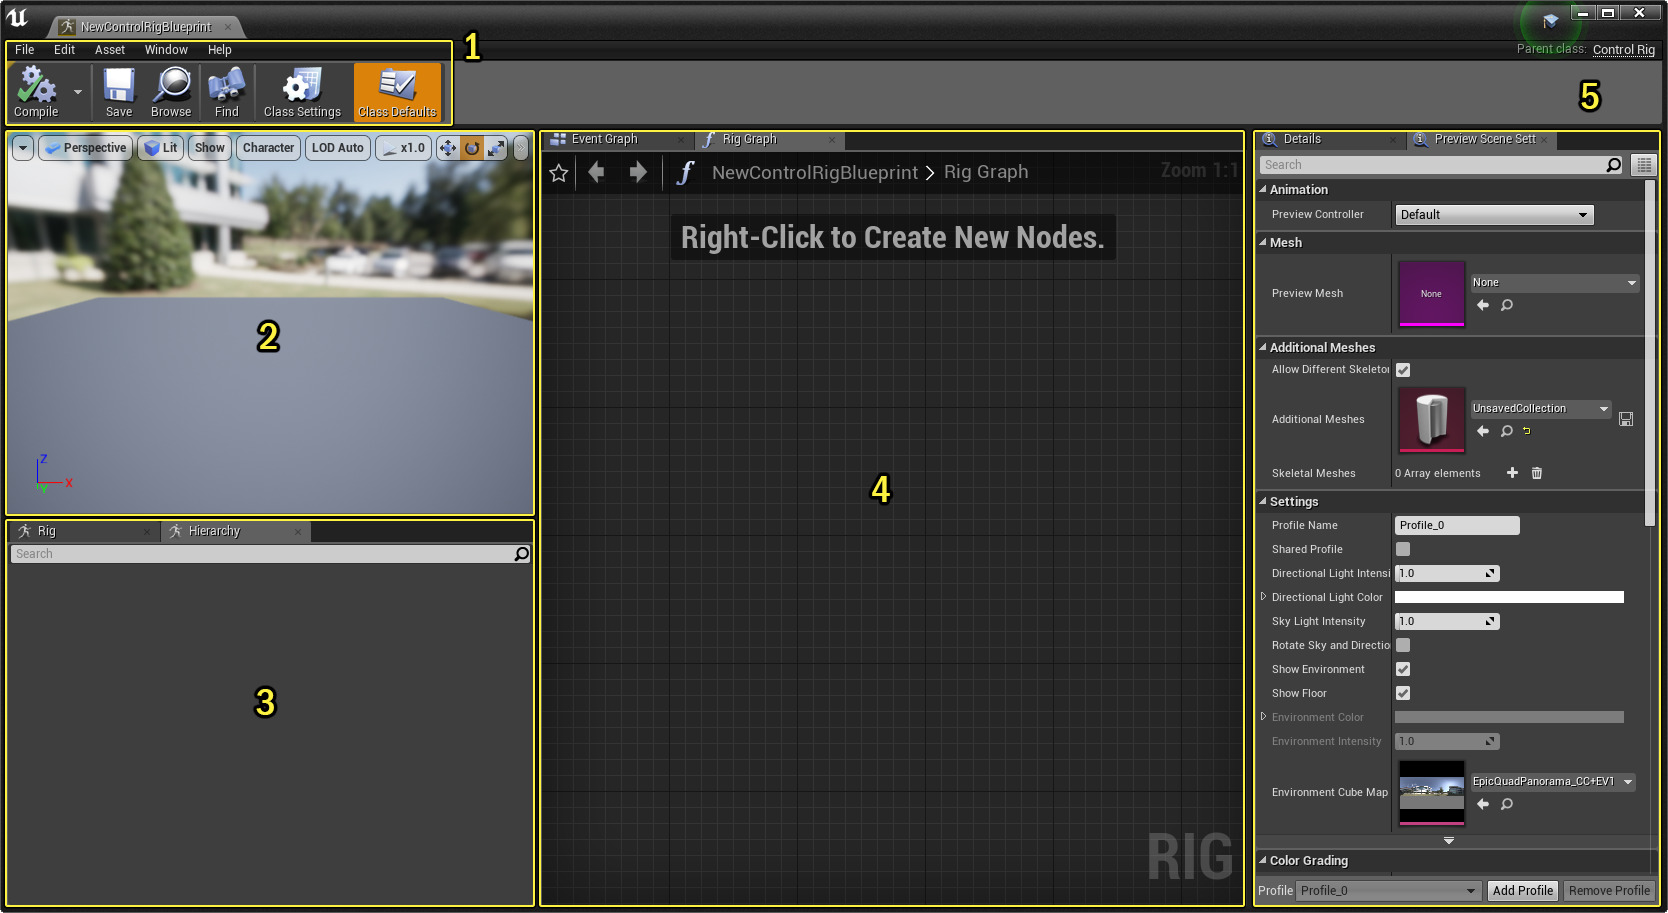 NewControlRigBlueprint
File Edit Asset Window Help
1
Parent class: Control Rig
Compile Save Browse Find Class Settings Class Defaults
5
Perspective Lit Show Character LOD Auto x1.0
2
Z
X
Y
Rig Hierarchy
Search
3
Event Graph Rig Graph
NewControlRigBlueprint > Rig Graph
Zoom 1:1
Right-Click to Create New Nodes.
4
RIG
Details Preview Scene Sett
Search
Animation
Preview Controller Default
Mesh
Preview Mesh None None
Additional Meshes
Allow Different Skeleto
Additional Meshes UnsavedCollection
Skeletal Meshes 0 Array elements
Settings
Profile Name Profile_0
Shared Profile
Directional Light Intensi 1.0
Directional Light Color
Sky Light Intensity 1.0
Rotate Sky and Directio
Show Environment
Show Floor
Environment Color
Environment Intensity 1.0
Environment Cube Map EpicQuadPanorama_CC+EV1
Color Grading
Profile Profile_0 Add Profile Remove Profile